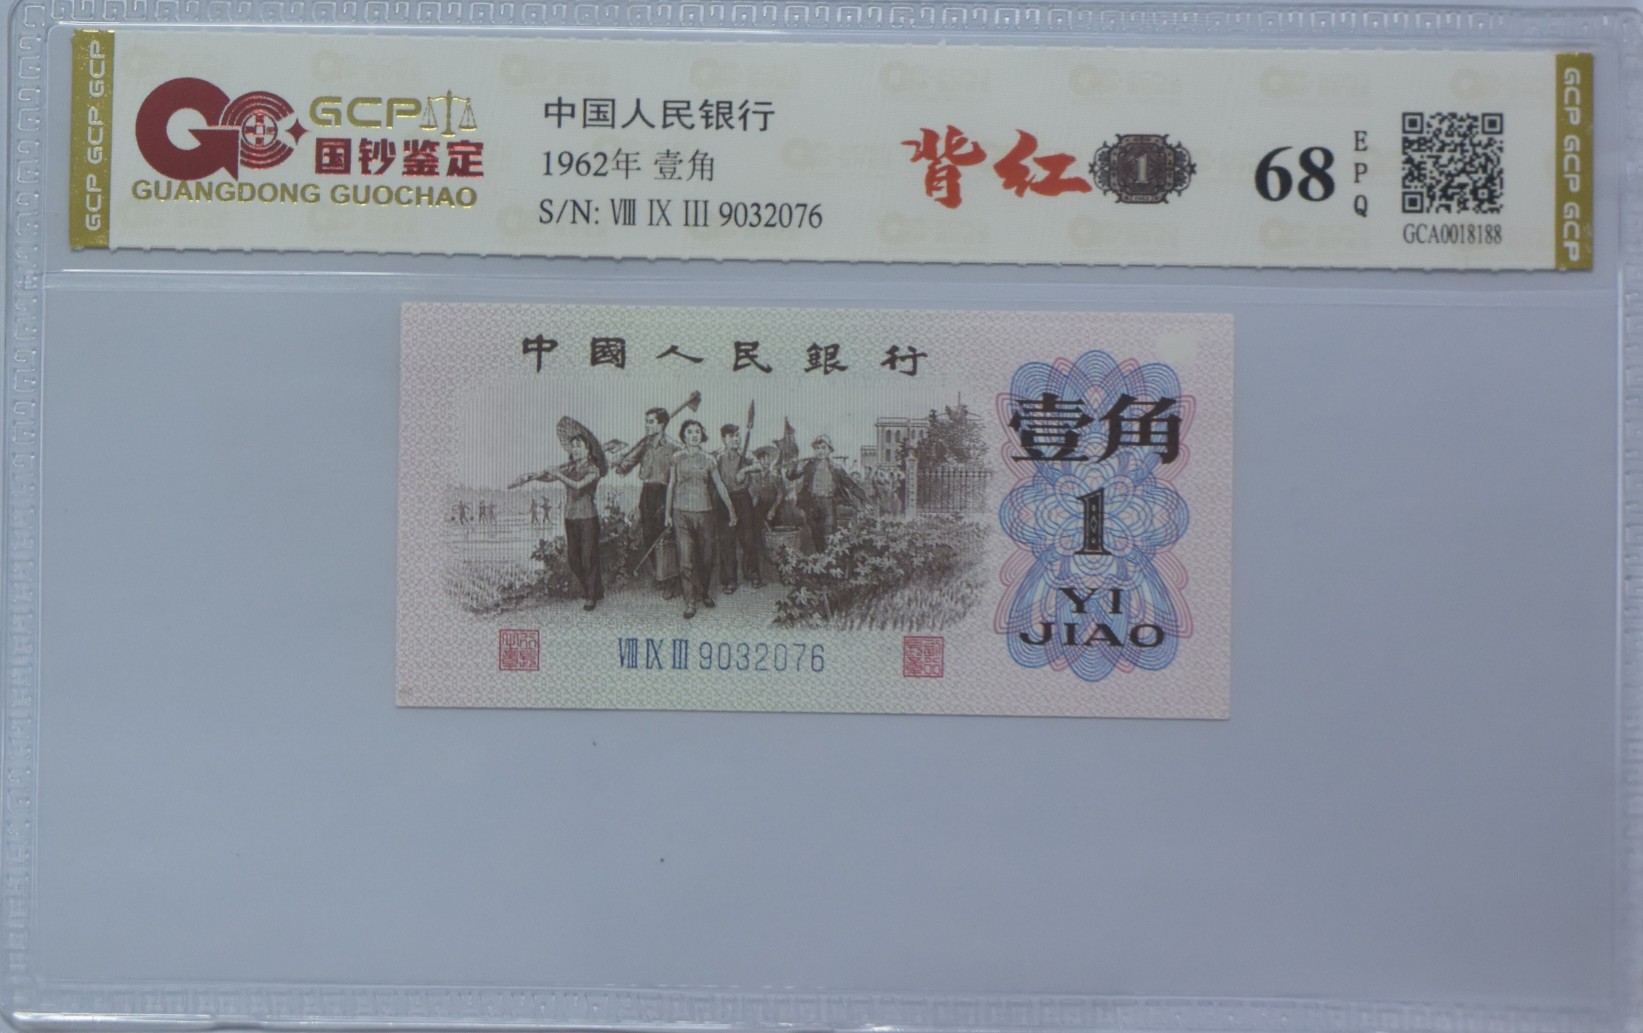 GCP GCP GCP
GCP
国钞鉴定
GUANGDONG GUOCHAO
中国人民银行
1962年 壹角
S/N: Ⅷ Ⅸ Ⅲ 9032076
背红
1
68
EPQ
GCA0018188
GCP GCP GCP
中國人民銀行
壹角
1
YI
JIAO
Ⅷ Ⅸ Ⅲ 9032076